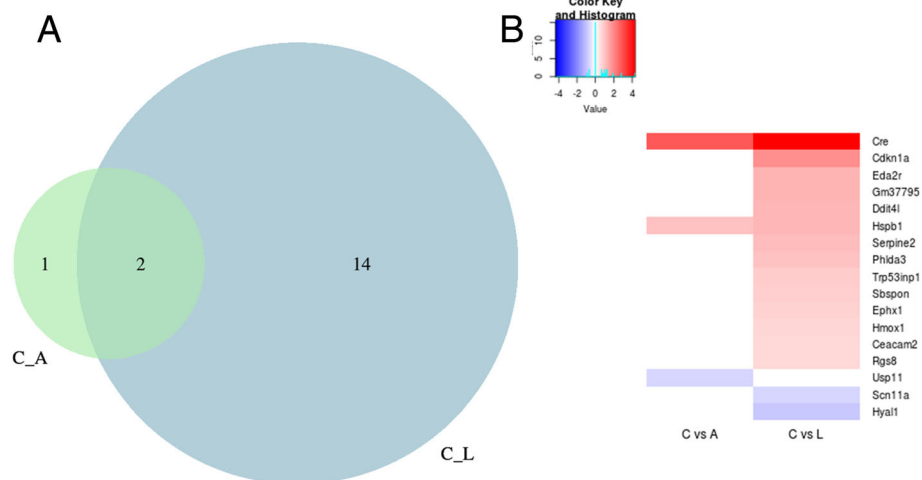 A
1
2
14
C_A
C_L
B
Color Key
and Histogram
0 5 10
-4 -2 0 2 4
Value
Cre
Cdkn1a
Eda2r
Gm37795
Ddit4l
Hspb1
Serpine2
Phlda3
Trp53inp1
Sbspon
Ephx1
Hmox1
Ceacam2
Rgs8
Usp11
Scn11a
Hyal1
C vs A C vs L